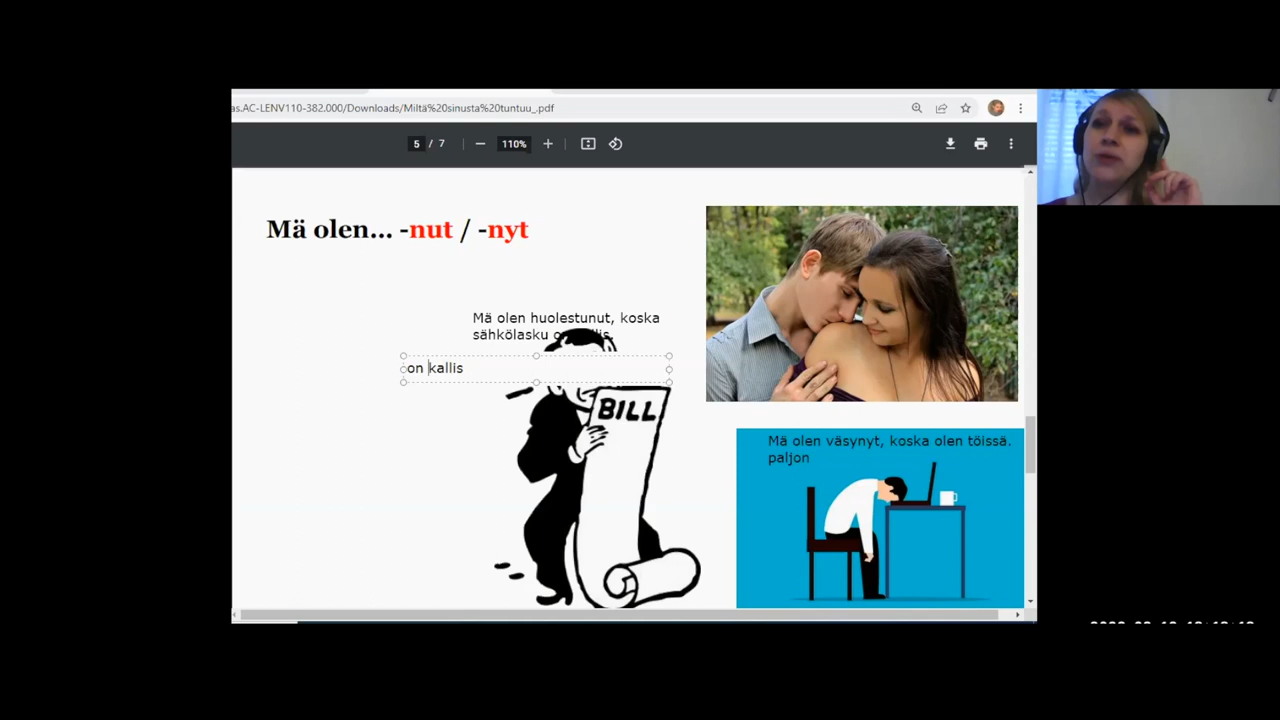 as.AC-LENV110-382.000/Downloads/Miltä%20sinusta%20tuntuu_.pdf
5 / 7
110%
Mä olen... -nut / -nyt
Mä olen huolestunut, koska
sähkölasku
on kallis
BILL
Mä olen väsynyt, koska olen töissä.
paljon